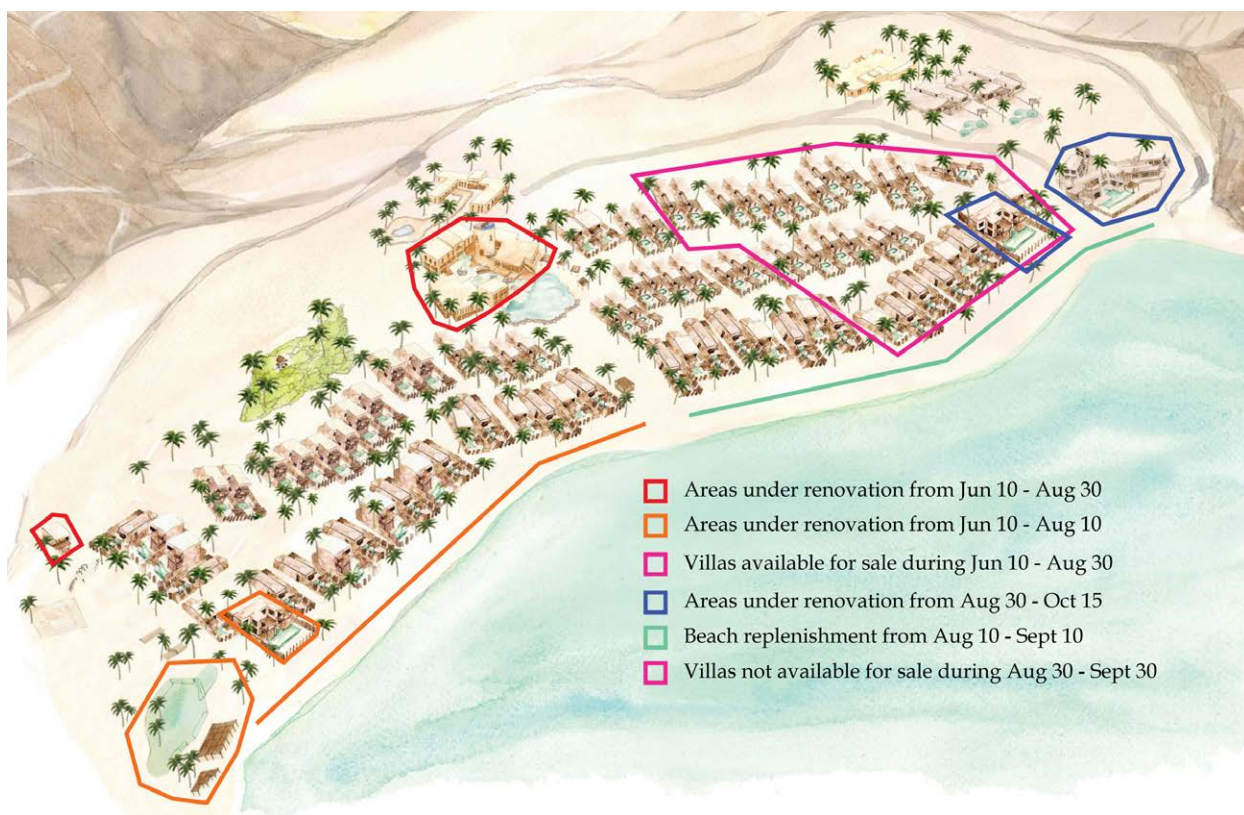 Areas under renovation from Jun 10 - Aug 30
Areas under renovation from Jun 10 - Aug 10
Villas available for sale during Jun 10 - Aug 30
Areas under renovation from Aug 30 - Oct 15
Beach replenishment from Aug 10 - Sept 10
Villas not available for sale during Aug 30 - Sept 30